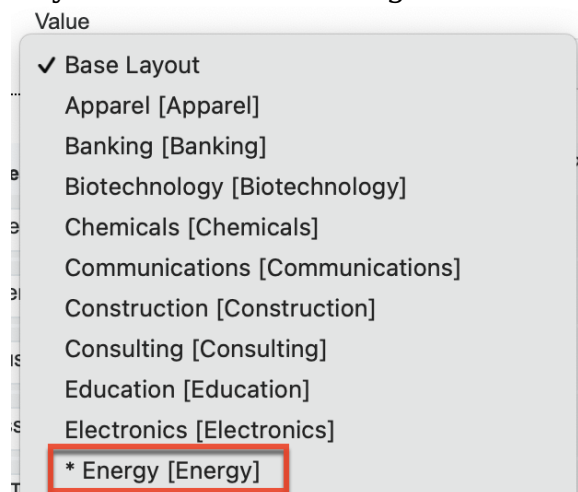 Value
✓ Base Layout
Apparel [Apparel]
Banking [Banking]
Biotechnology [Biotechnology]
Chemicals [Chemicals]
Communications [Communications]
Construction [Construction]
Consulting [Consulting]
Education [Education]
Electronics [Electronics]
* Energy [Energy]